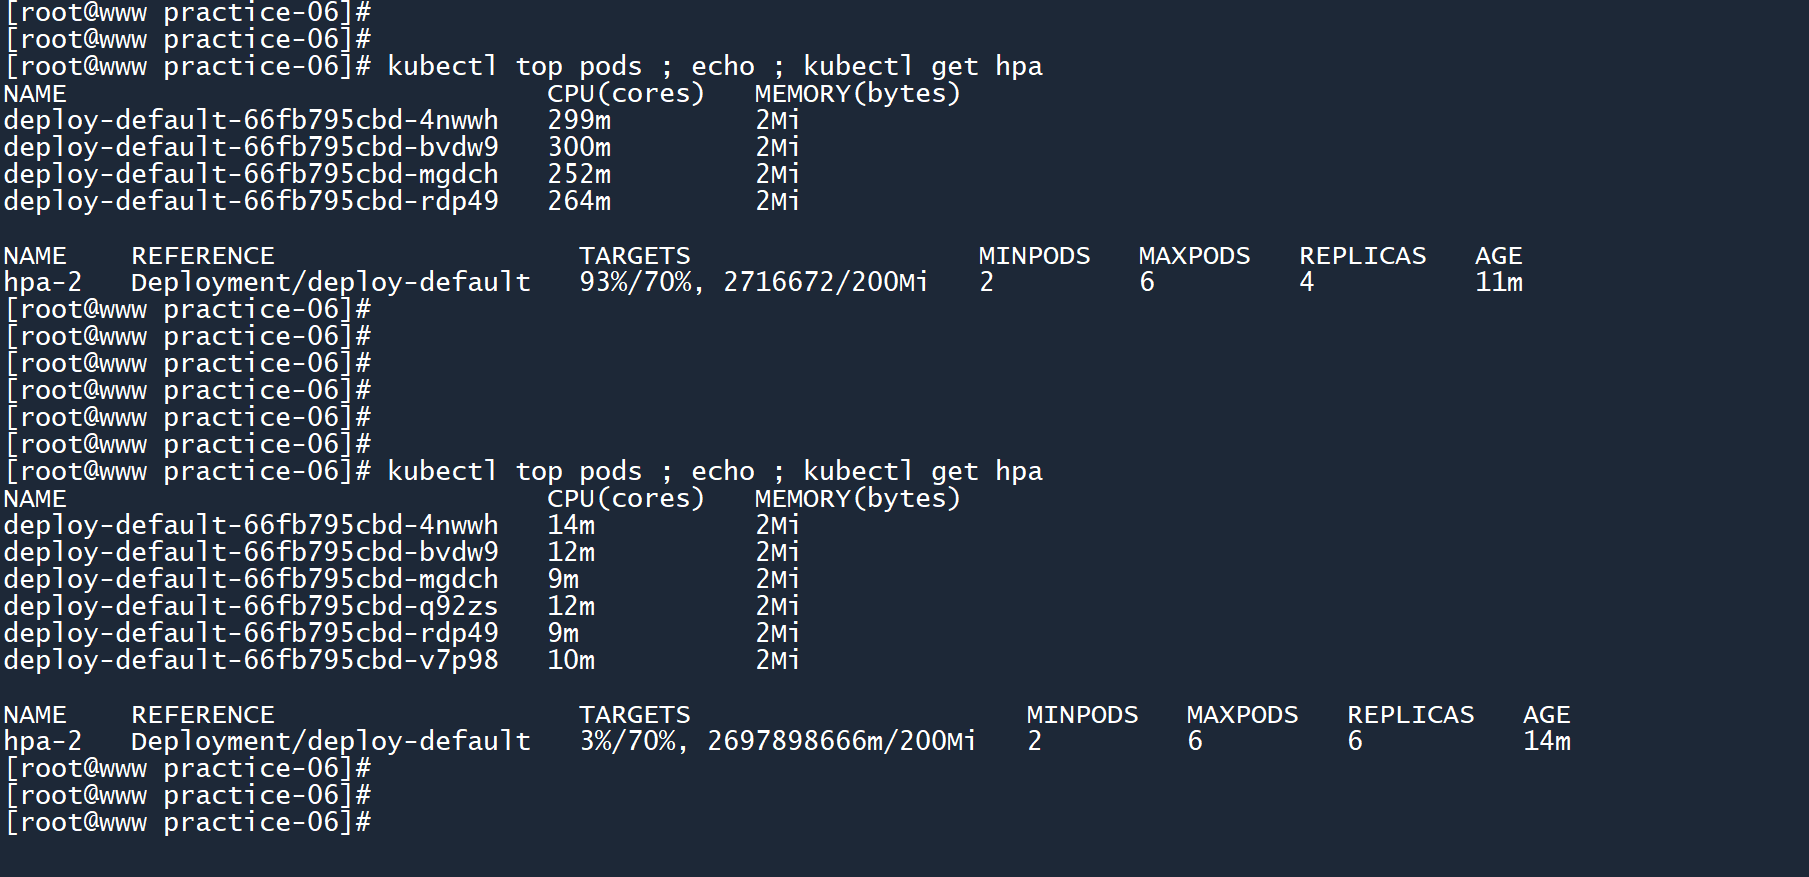 [root@www practice-06]#
[root@www practice-06]#
[root@www practice-06]# kubectl top pods ; echo ; kubectl get hpa
NAME                              CPU(cores)   MEMORY(bytes)
deploy-default-66fb795cbd-4nwwh   299m         2Mi
deploy-default-66fb795cbd-bvdw9   300m         2Mi
deploy-default-66fb795cbd-mgdch   252m         2Mi
deploy-default-66fb795cbd-rdp49   264m         2Mi

NAME    REFERENCE                   TARGETS                  MINPODS   MAXPODS   REPLICAS   AGE
hpa-2   Deployment/deploy-default   93%/70%, 2716672/200Mi   2         6         4          11m
[root@www practice-06]#
[root@www practice-06]#
[root@www practice-06]#
[root@www practice-06]#
[root@www practice-06]#
[root@www practice-06]#
[root@www practice-06]# kubectl top pods ; echo ; kubectl get hpa
NAME                              CPU(cores)   MEMORY(bytes)
deploy-default-66fb795cbd-4nwwh   14m          2Mi
deploy-default-66fb795cbd-bvdw9   12m          2Mi
deploy-default-66fb795cbd-mgdch   9m           2Mi
deploy-default-66fb795cbd-q92zs   12m          2Mi
deploy-default-66fb795cbd-rdp49   9m           2Mi
deploy-default-66fb795cbd-v7p98   10m          2Mi

NAME    REFERENCE                   TARGETS                     MINPODS   MAXPODS   REPLICAS   AGE
hpa-2   Deployment/deploy-default   3%/70%, 2697898666m/200Mi   2         6         6          14m
[root@www practice-06]#
[root@www practice-06]#
[root@www practice-06]#